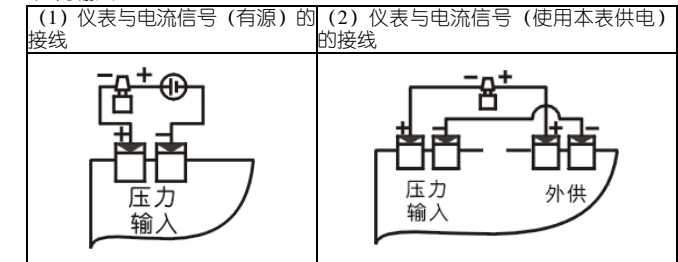 （1）仪表与电流信号（有源）的
接线
（2）仪表与电流信号（使用本表供电）
的接线
− +
+ −
压力
输入
− +
+ − + −
压力
输入
外供